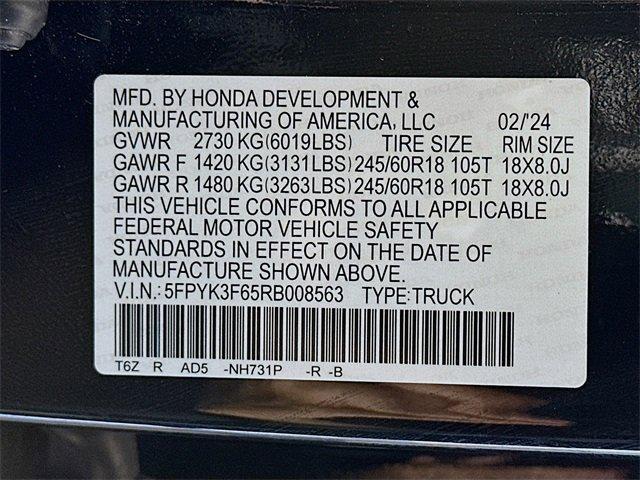 MFD. BY HONDA DEVELOPMENT &
MANUFACTURING OF AMERICA, LLC 02/'24
GVWR 2730 KG(6019LBS) TIRE SIZE RIM SIZE
GAWR F 1420 KG(3131LBS) 245/60R18 105T 18X8.0J
GAWR R 1480 KG(3263LBS) 245/60R18 105T 18X8.0J
THIS VEHICLE CONFORMS TO ALL APPLICABLE
FEDERAL MOTOR VEHICLE SAFETY
STANDARDS IN EFFECT ON THE DATE OF
MANUFACTURE SHOWN ABOVE.
V.I.N.: 5FPYK3F65RB008563 TYPE:TRUCK
T6Z R AD5 -NH731P -R -B